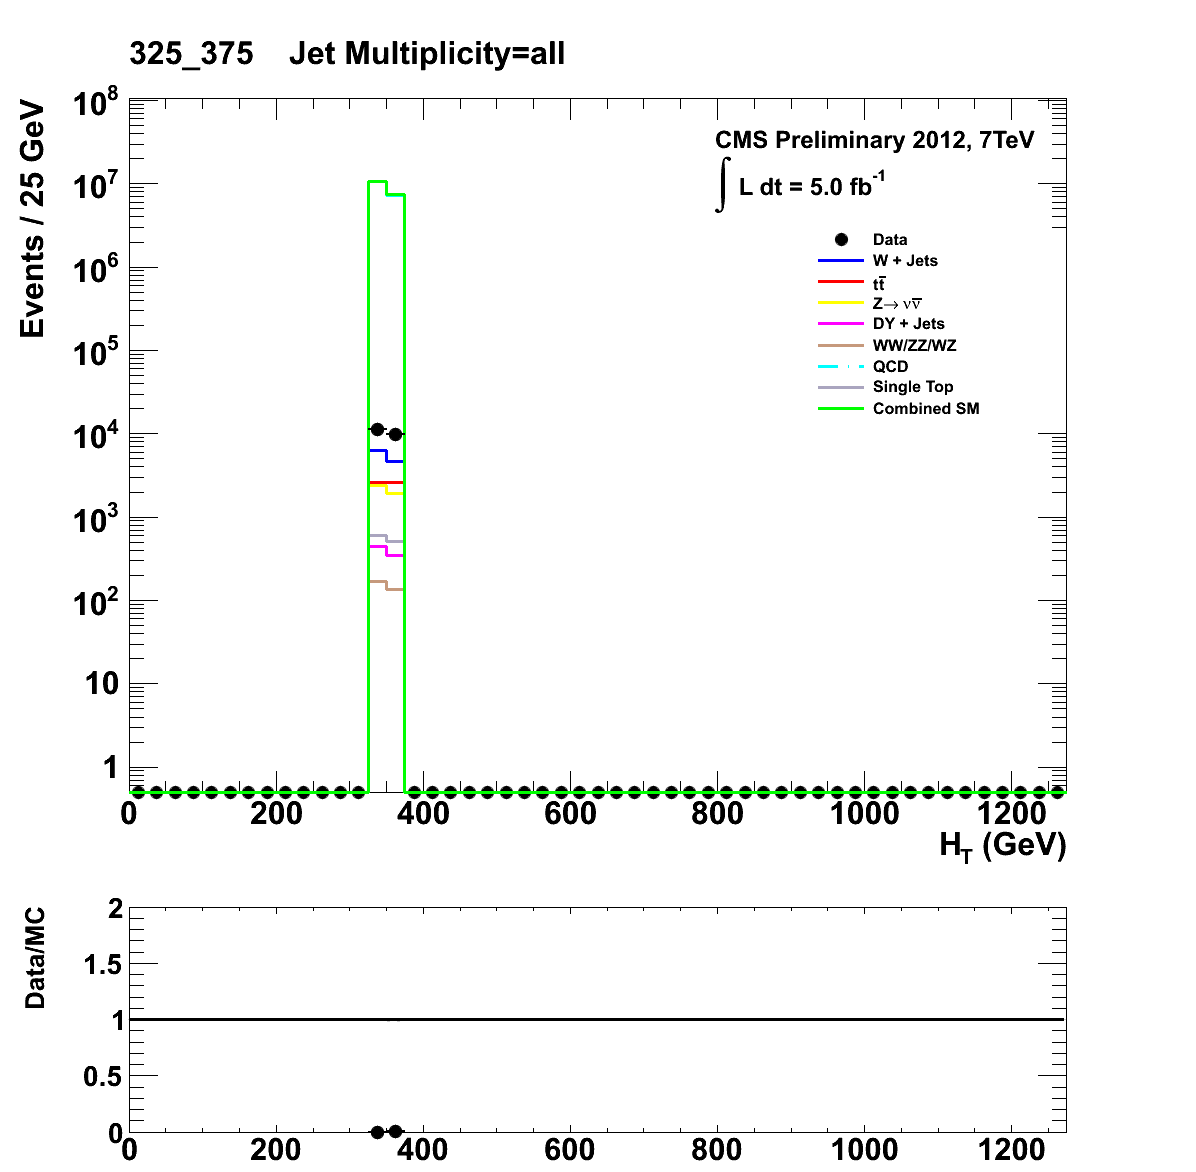 325_375 Jet Multiplicity=all
Events / 25 GeV
10^8
10^7
10^6
10^5
10^4
10^3
10^2
10
1
CMS Preliminary 2012, 7TeV
∫ L dt = 5.0 fb^-1
Data
W + Jets
tt̅
Z→ νν̅
DY + Jets
WW/ZZ/WZ
QCD
Single Top
Combined SM
0 200 400 600 800 1000 1200
H_T (GeV)
Data/MC
2
1.5
1
0.5
0
0 200 400 600 800 1000 1200